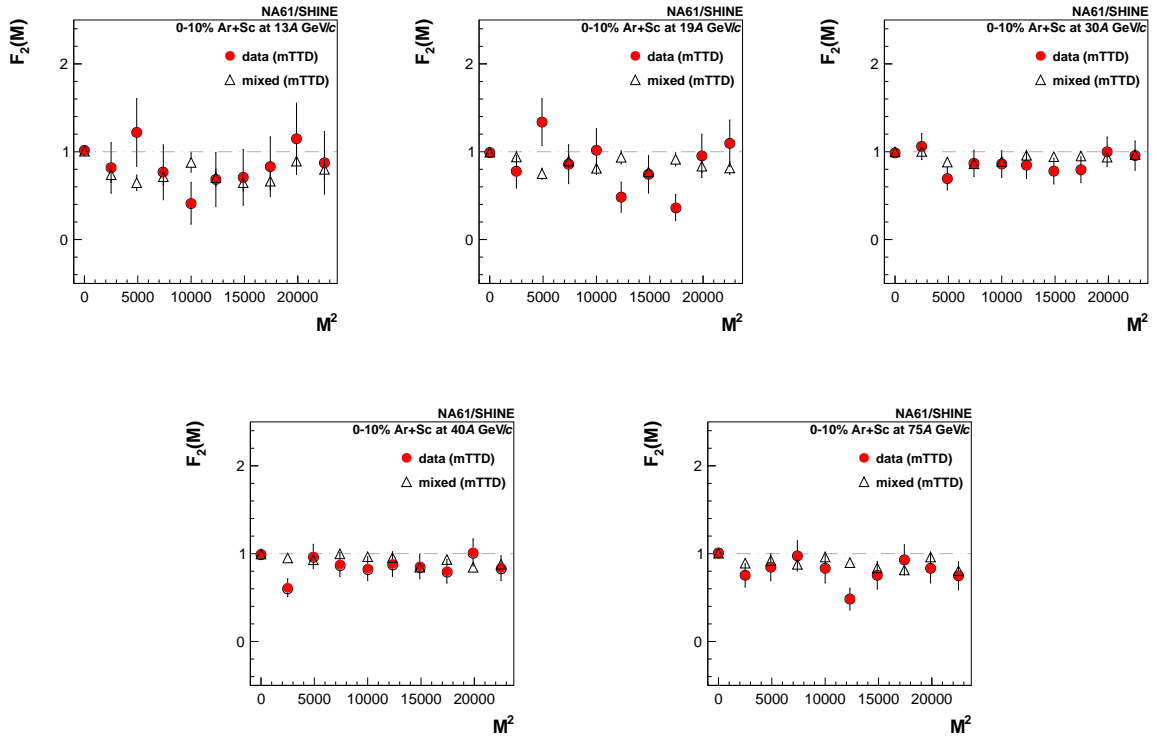 NA61/SHINE
0-10% Ar+Sc at 13A GeV/c
F2(M)
data (mTTD)
mixed (mTTD)
2
1
0
0 5000 10000 15000 20000
M²
NA61/SHINE
0-10% Ar+Sc at 19A GeV/c
F2(M)
data (mTTD)
mixed (mTTD)
2
1
0
0 5000 10000 15000 20000
M²
NA61/SHINE
0-10% Ar+Sc at 30A GeV/c
F2(M)
data (mTTD)
mixed (mTTD)
2
1
0
0 5000 10000 15000 20000
M²
NA61/SHINE
0-10% Ar+Sc at 40A GeV/c
F2(M)
data (mTTD)
mixed (mTTD)
2
1
0
0 5000 10000 15000 20000
M²
NA61/SHINE
0-10% Ar+Sc at 75A GeV/c
F2(M)
data (mTTD)
mixed (mTTD)
2
1
0
0 5000 10000 15000 20000
M²